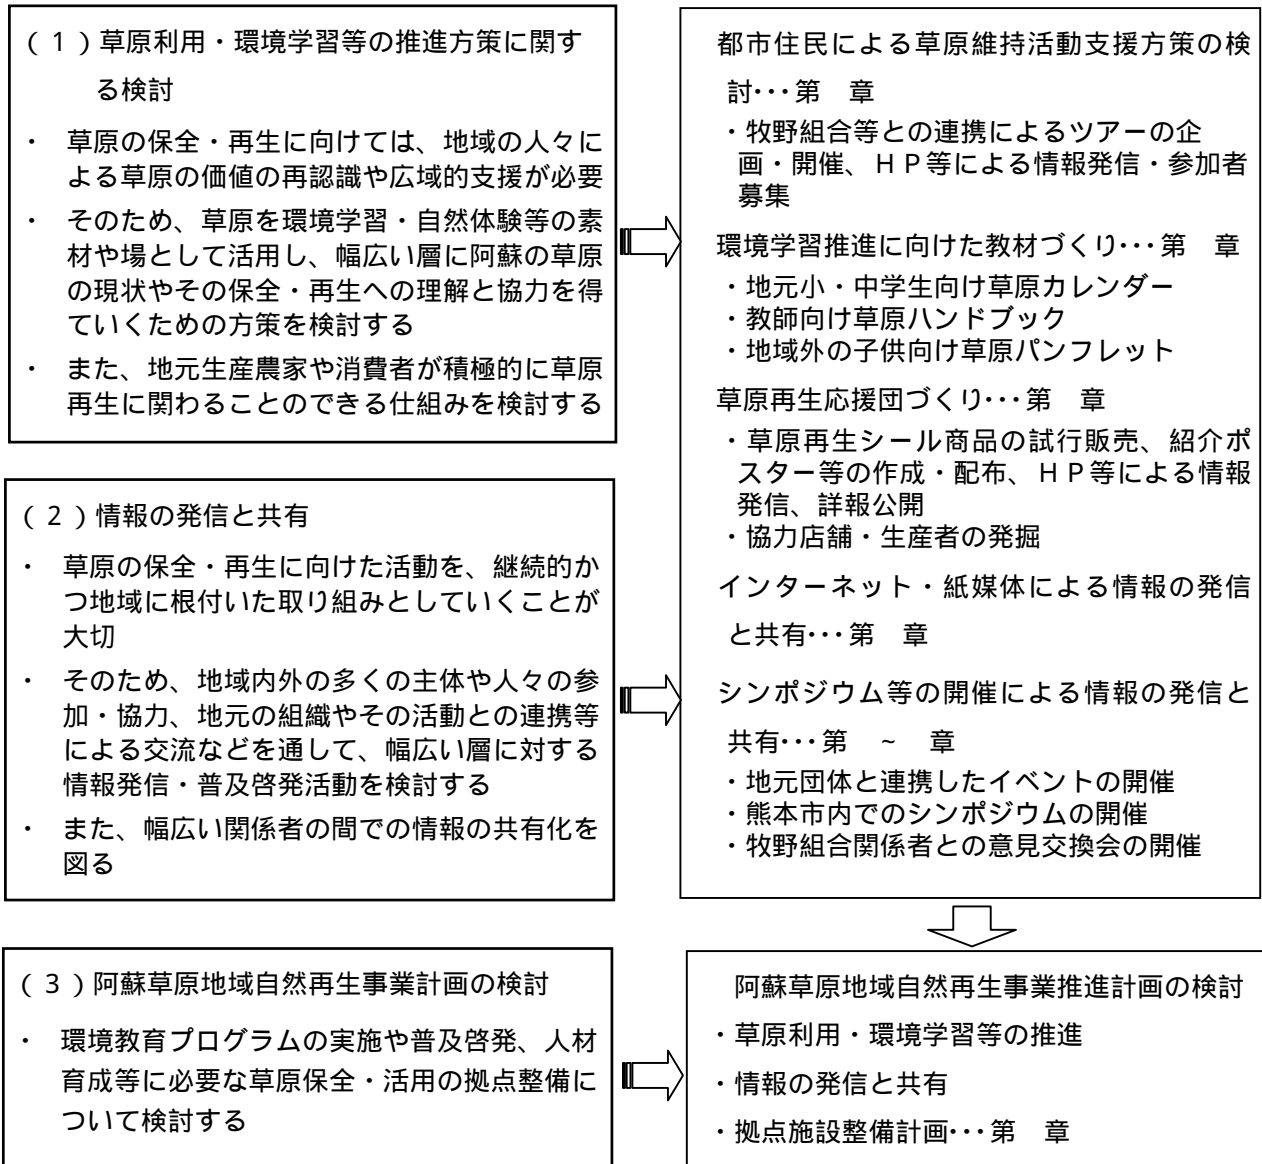 （１）草原利用・環境学習等の推進方策に関す
る検討
・ 草原の保全・再生に向けては、地域の人々に
よる草原の価値の再認識や広域的支援が必要
・ そのため、草原を環境学習・自然体験等の素
材や場として活用し、幅広い層に阿蘇の草原
の現状やその保全・再生への理解と協力を得
ていくための方策を検討する
・ また、地元生産農家や消費者が積極的に草原
再生に関わることのできる仕組みを検討する
（２）情報の発信と共有
・ 草原の保全・再生に向けた活動を、継続的か
つ地域に根付いた取り組みとしていくことが
大切
・ そのため、地域内外の多くの主体や人々の参
加・協力、地元の組織やその活動との連携等
による交流などを通して、幅広い層に対する
情報発信・普及啓発活動を検討する
・ また、幅広い関係者の間での情報の共有化を
図る
（３）阿蘇草原地域自然再生事業計画の検討
・ 環境教育プログラムの実施や普及啓発、人材
育成等に必要な草原保全・活用の拠点整備に
ついて検討する
都市住民による草原維持活動支援方策の検
討･･･第　章
・牧野組合等との連携によるツアーの企
画・開催、ＨＰ等による情報発信・参加者
募集
環境学習推進に向けた教材づくり･･･第　章
・地元小・中学生向け草原カレンダー
・教師向け草原ハンドブック
・地域外の子供向け草原パンフレット
草原再生応援団づくり･･･第　章
・草原再生シール商品の試行販売、紹介ポ
スター等の作成・配布、ＨＰ等による情報
発信、詳報公開
・協力店舗・生産者の発掘
インターネット・紙媒体による情報の発信
と共有･･･第　章
シンポジウム等の開催による情報の発信と
共有･･･第　～　章
・地元団体と連携したイベントの開催
・熊本市内でのシンポジウムの開催
・牧野組合関係者との意見交換会の開催
阿蘇草原地域自然再生事業推進計画の検討
・草原利用・環境学習等の推進
・情報の発信と共有
・拠点施設整備計画･･･第　章